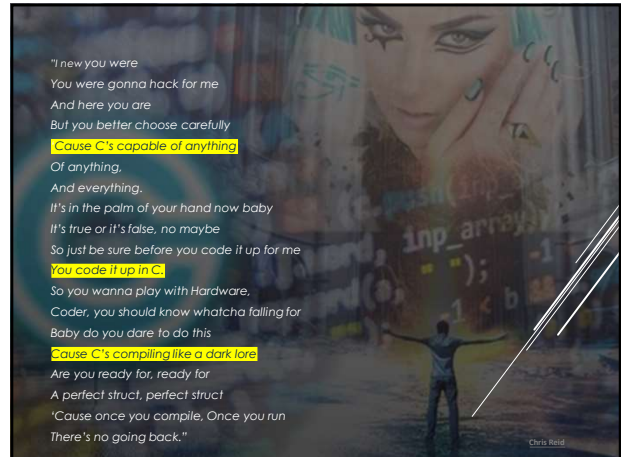 "I new you were
You were gonna hack for me
And here you are
But you better choose carefully
Cause C's capable of anything
Of anything,
And everything.
It's in the palm of your hand now baby
It's true or it's false, no maybe
So just be sure before you code it up for me
You code it up in C.
So you wanna play with Hardware,
Coder, you should know whatcha falling for
Baby do you dare to do this
Cause C's compiling like a dark lore
Are you ready for, ready for
A perfect struct, perfect struct
‘Cause once you compile, Once you run
There's no going back.”
push(inp
inp_array
" ");
-1
-1 < b
Chris Reid